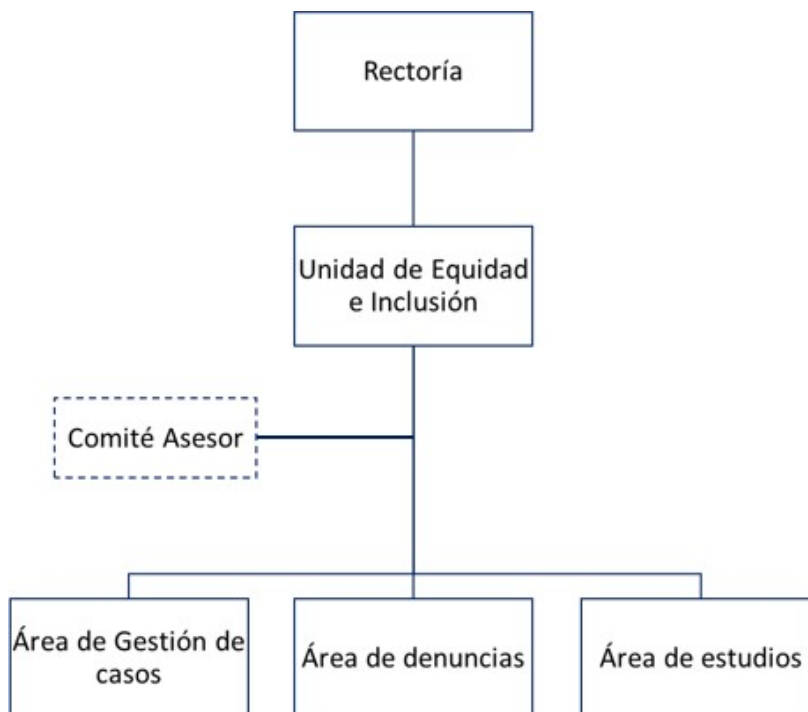 Rectoría
Unidad de Equidad
e Inclusión
Comité Asesor
Área de Gestión de
casos
Área de denuncias
Área de estudios